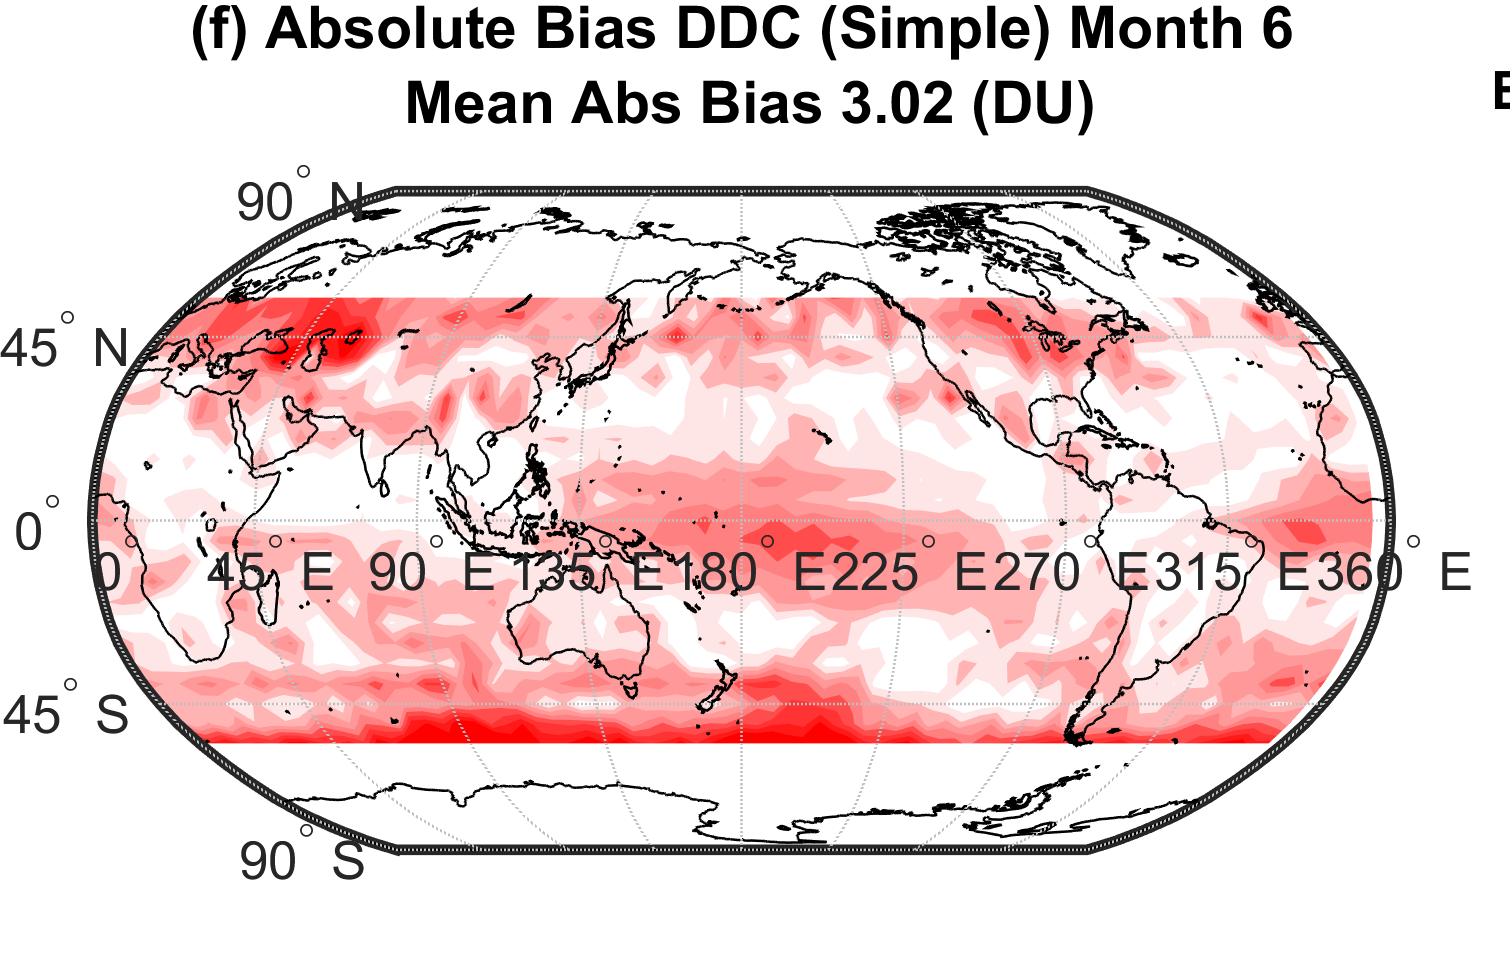 (f) Absolute Bias DDC (Simple) Month 6
Mean Abs Bias 3.02 (DU)
E
90° N
45° N
0°
0° 45° E 90° E 135° E 180° E 225° E 270° E 315° E 360° E
45° S
90° S